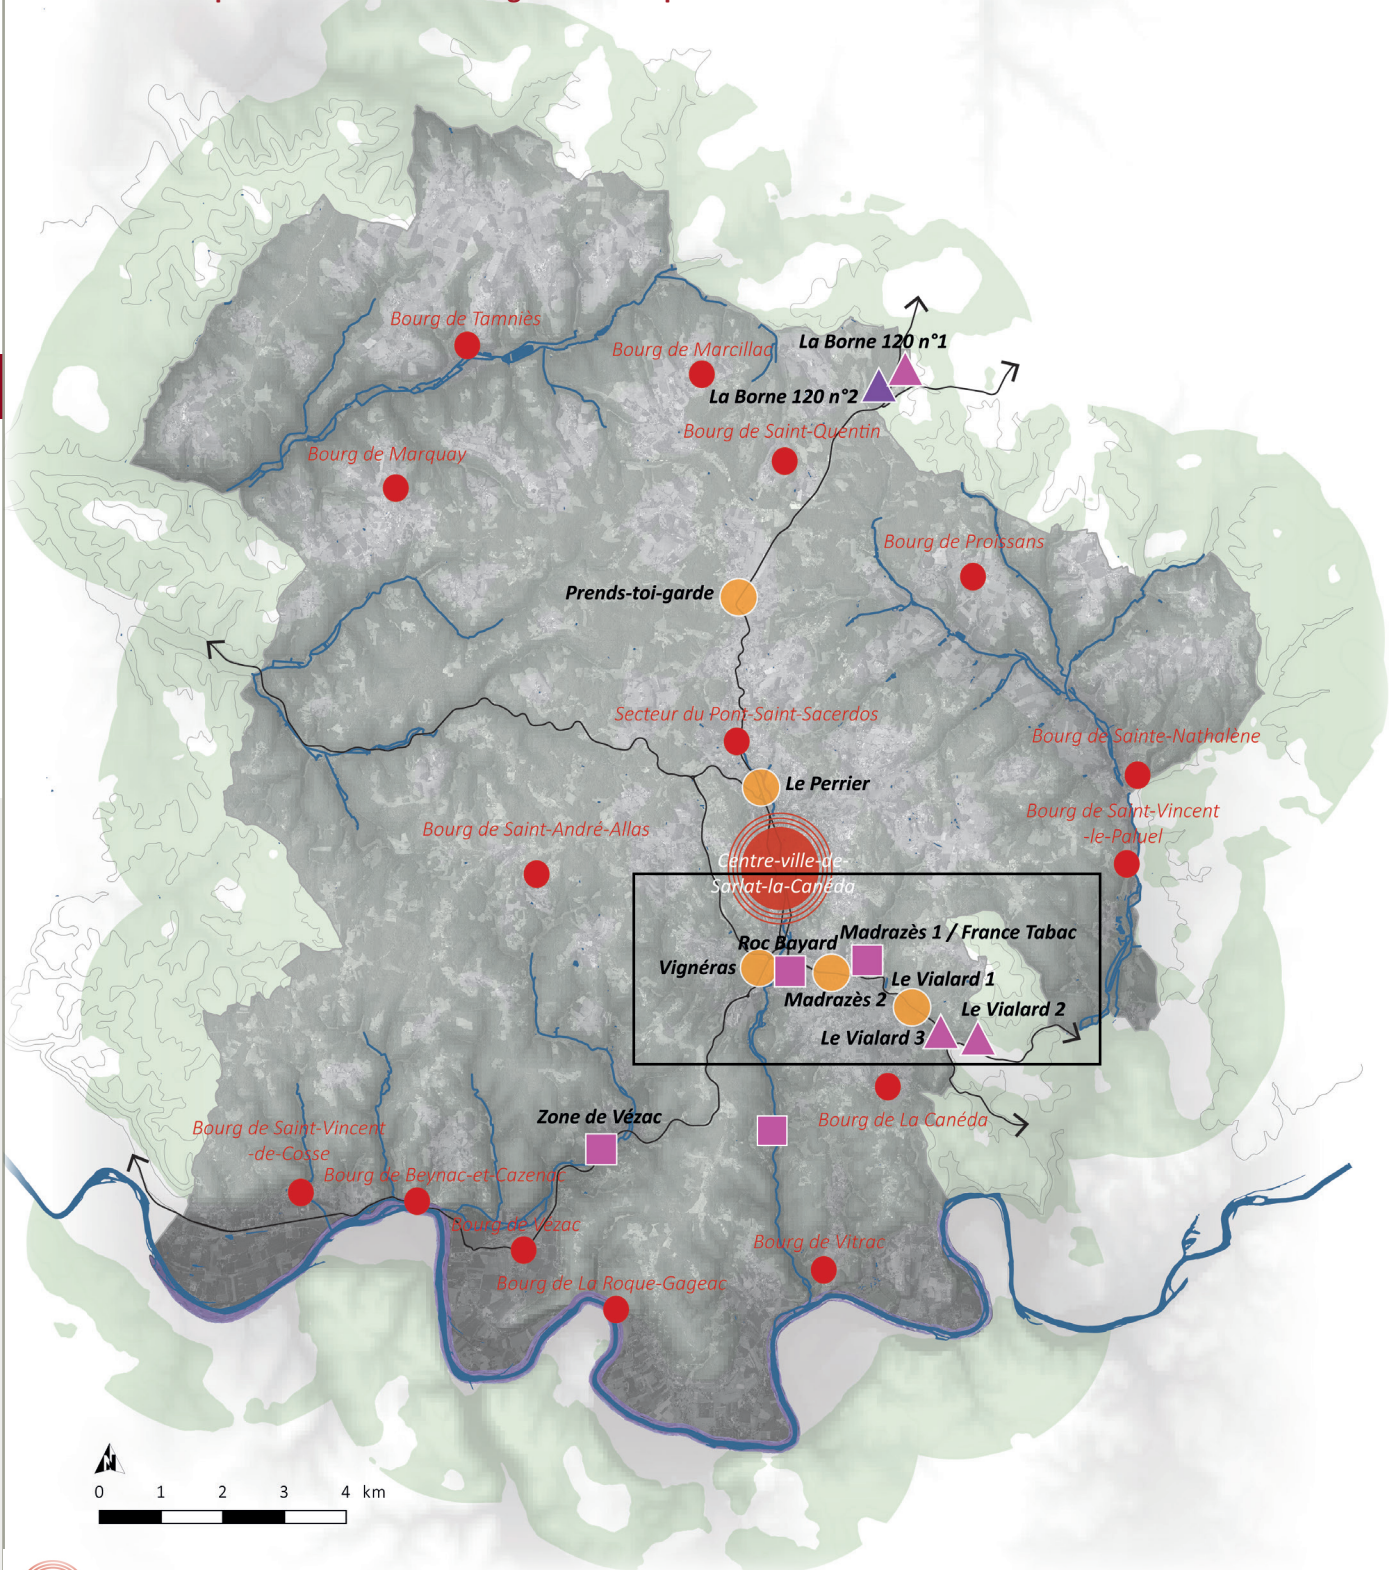 Bourg de Tamniès
La Borne 120 n°1
Bourg de Marcillac
La Borne 120 n°2
Bourg de Saint-Quentin
Bourg de Marquay
Bourg de Proissans
Prends-toi-garde
Secteur du Pont-Saint-Sacerdos
Bourg de Sainte-Nathalène
Le Perrier
Bourg de Saint-Vincent
-le-Paluel
Bourg de Saint-André-Allas
Centre-ville-de-
Sarlat-la-Canéda
Madrazès 1 / France Tabac
Roc Bayard
Vignéras
Le Vialard 1
Madrazès 2
Le Vialard 2
Le Vialard 3
Zone de Vézac
Bourg de La Canéda
Bourg de Saint-Vincent
-de-Cosse
Bourg de Beynac-et-Cazenac
Bourg de Vézac
Bourg de Vitrac
Bourg de La Roque-Gageac
N
0 1 2 3 4 km